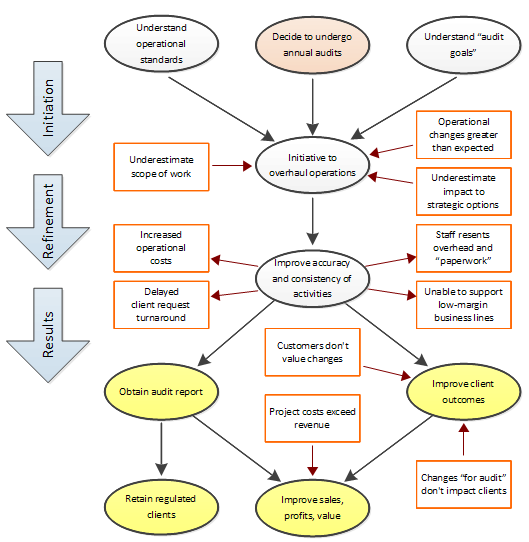 Understand
operational
standards
Decide to undergo
annual audits
Understand “audit
goals”
Initiation
Operational
changes greater
than expected
Underestimate
scope of work
Initiative to
overhaul operations
Underestimate
impact to
strategic options
Refinement
Increased
operational
costs
Staff resents
overhead and
“paperwork”
Improve accuracy
and consistency of
activities
Delayed
client request
turnaround
Unable to support
low-margin
business lines
Results
Customers don't
value changes
Obtain audit report
Improve client
outcomes
Project costs exceed
revenue
Changes “for audit”
don't impact clients
Retain regulated
clients
Improve sales,
profits, value